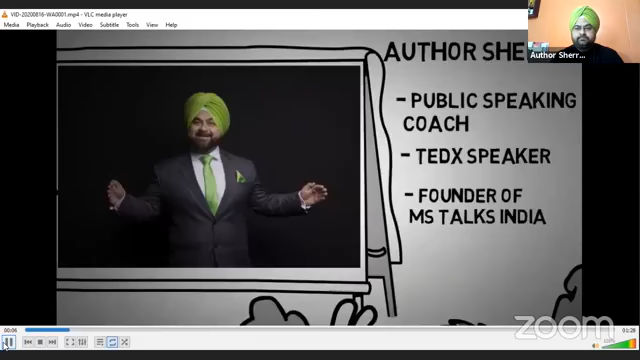 VID-20200816-WA0001.mp4 - VLC media player
Media Playback Audio Video Subtitle Tools View Help
AUTHOR SHE
- PUBLIC SPEAKING
COACH
- TEDX SPEAKER
- FOUNDER OF
MS TALKS INDIA
Author Sherr...
00:06
01:28
zoom